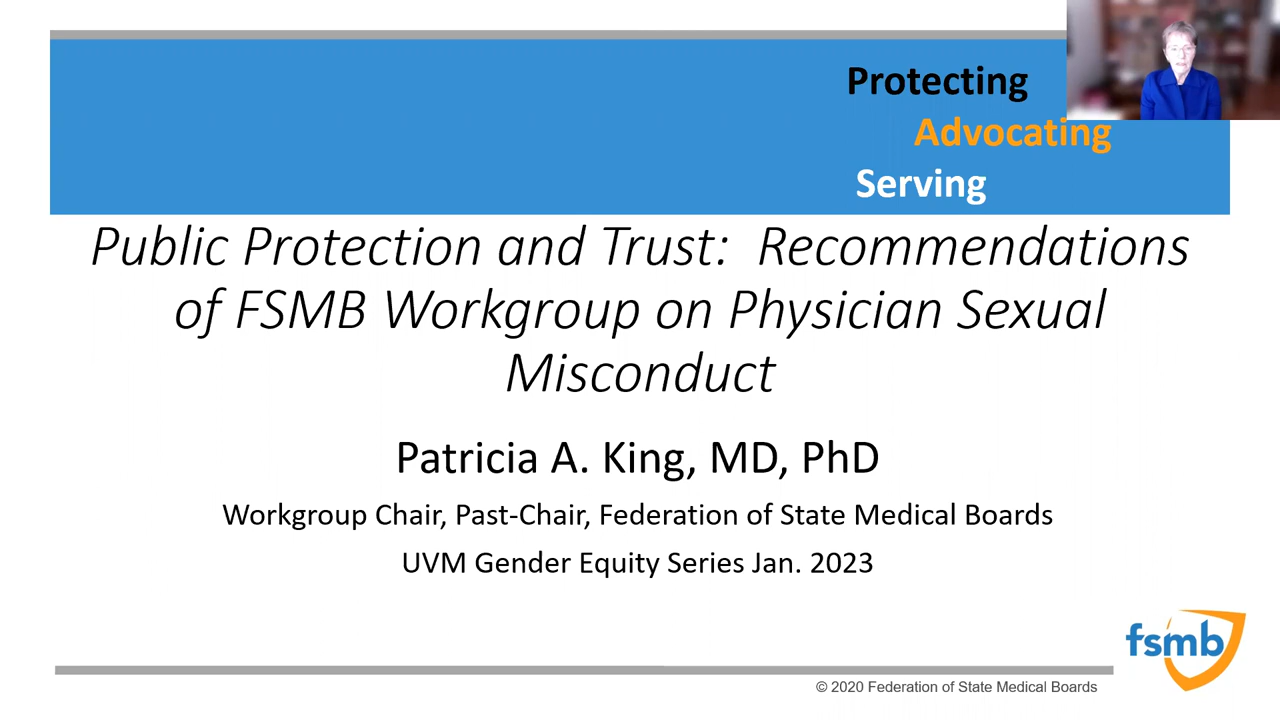 Protecting
Advocating
Serving
Public Protection and Trust: Recommendations
of FSMB Workgroup on Physician Sexual
Misconduct
Patricia A. King, MD, PhD
Workgroup Chair, Past-Chair, Federation of State Medical Boards
UVM Gender Equity Series Jan. 2023
fsmb
© 2020 Federation of State Medical Boards